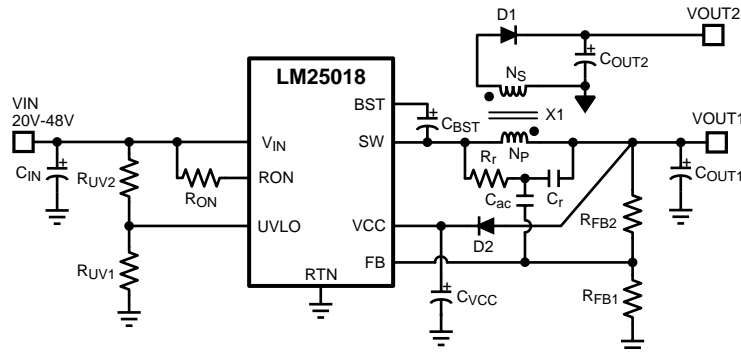 D1
VOUT2
+
COUT2
NS
LM25018
X1
BST
+
CBST
VIN
20V-48V
VOUT1
VIN
SW
NP
+
CIN
RUV2
RON
RON
Rr
Cr
Cac
+
COUT1
UVLO
VCC
D2
RFB2
FB
RUV1
RTN
+
CVCC
RFB1